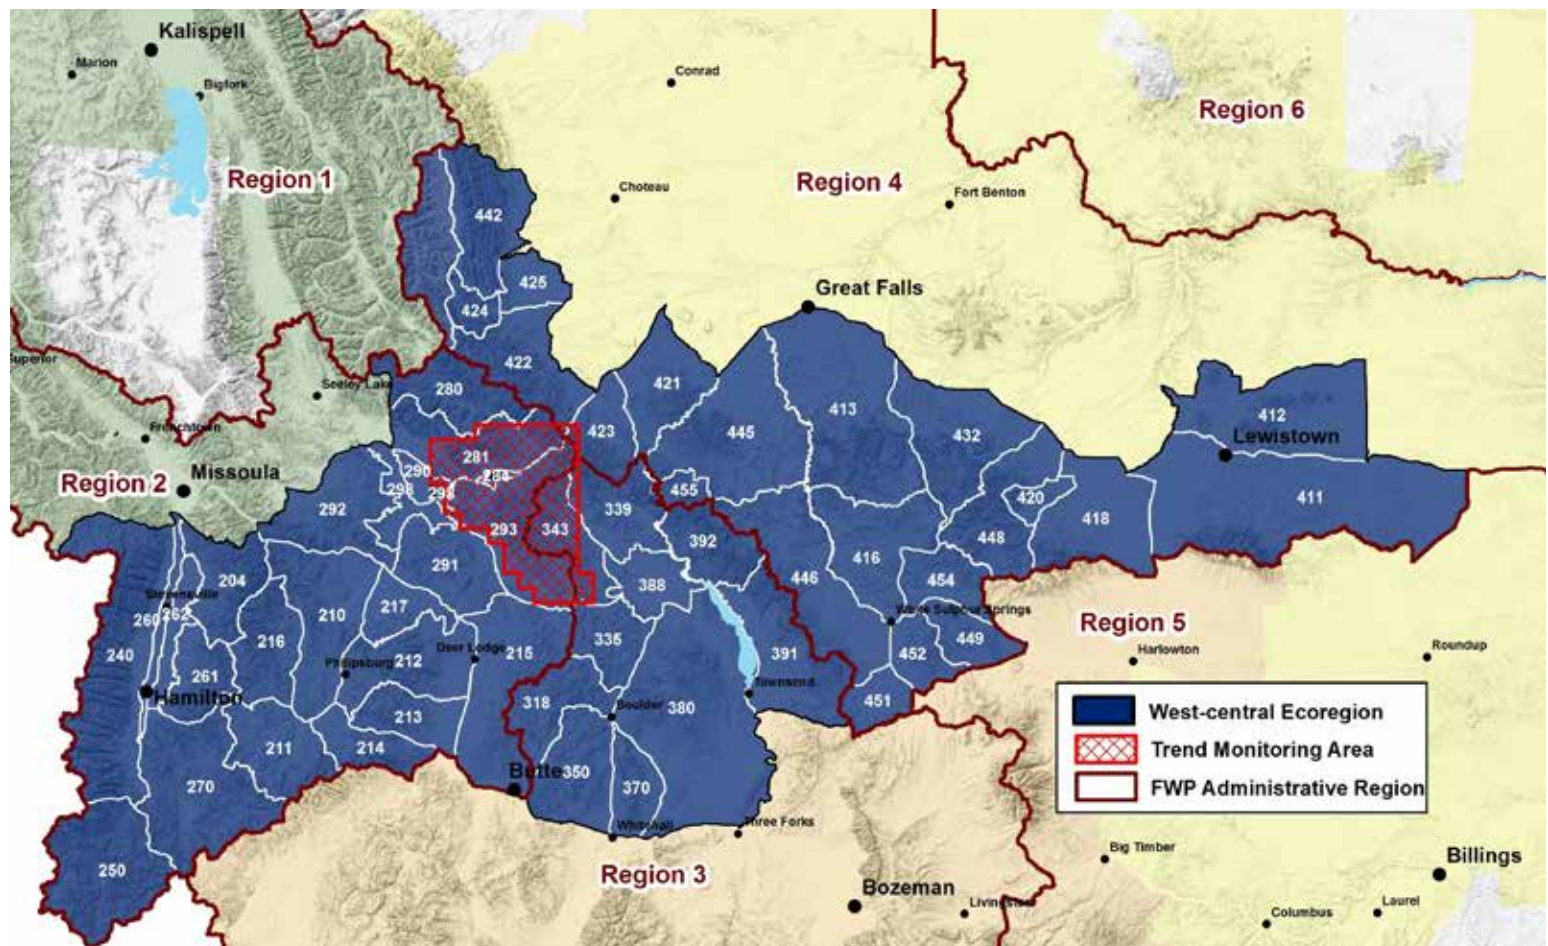 Kalispell
Marion
Bigfork
Conrad
Region 6
Region 1
Region 4
Choteau
Fort Benton
442
425
424
Great Falls
422
Superior
Seeley Lake
280
421
413
412
Frenchtown
423
445
432
Lewistown
281
290
284
Region 2
Missoula
298
455
420
411
292
339
293
343
418
392
448
291
416
446
454
204
388
Stevensville
217
White Sulphur Springs
260
262
210
Region 5
216
335
449
Roundup
240
Deer Lodge
215
391
452
Harlowton
Philipsburg
212
261
Hamilton
Townsend
318
380
451
213
Boulder
West-central Ecoregion
211
214
Trend Monitoring Area
Butte
350
370
FWP Administrative Region
270
Whitehall
Three Forks
Big Timber
Billings
250
Region 3
Bozeman
Livingston
Laurel
Columbus